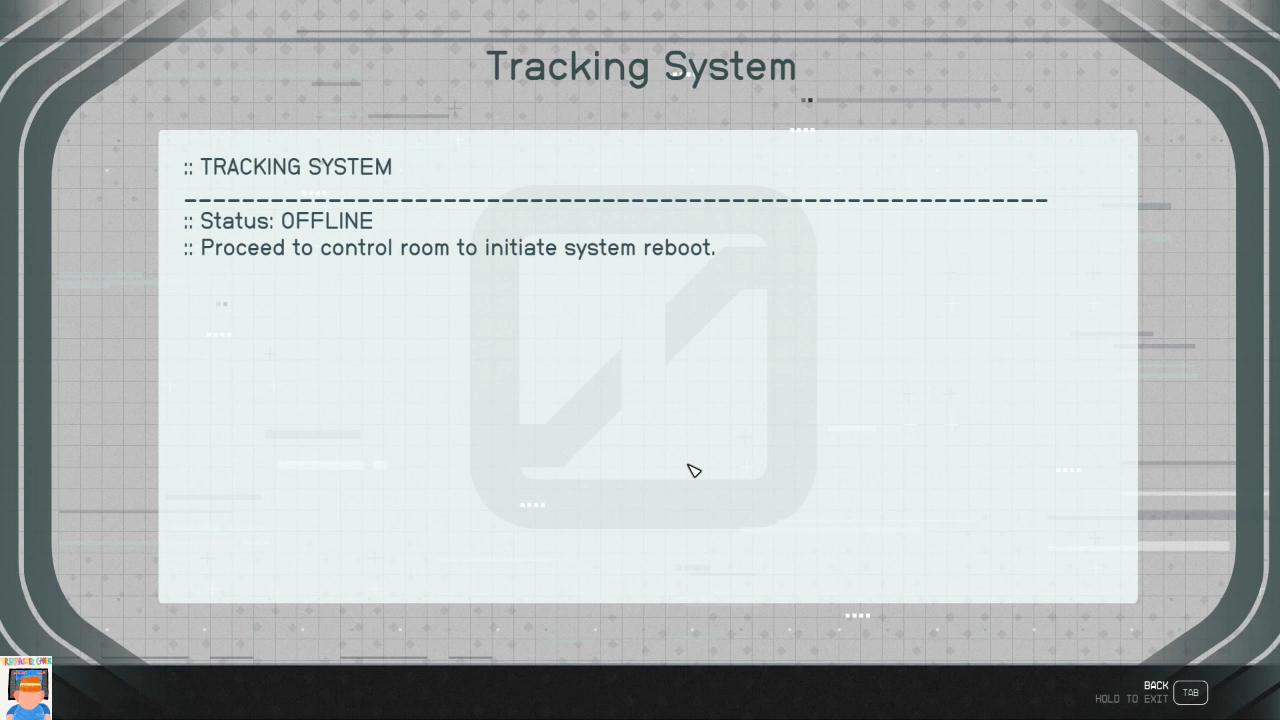 Tracking System
:: TRACKING SYSTEM
:: Status: OFFLINE
:: Proceed to control room to initiate system reboot.
BACK
HOLD TO EXIT
TAB